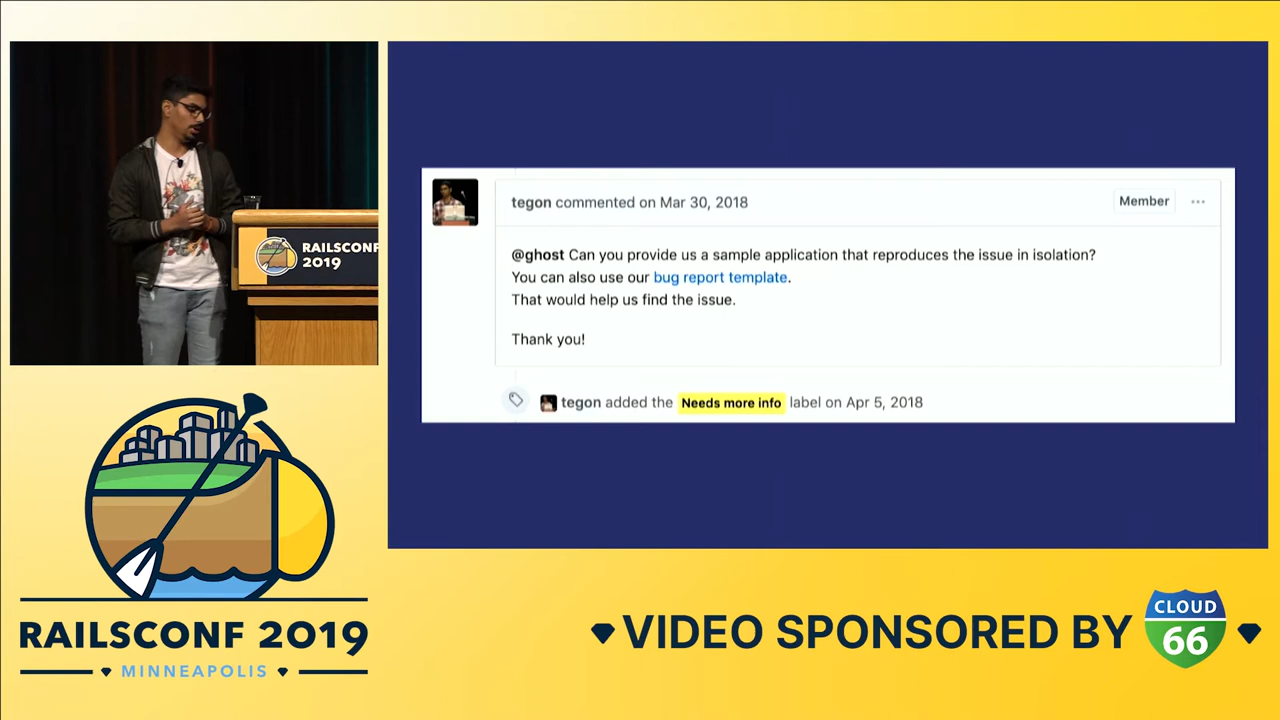 RAILSCONF
2019
tegon commented on Mar 30, 2018
Member
@ghost Can you provide us a sample application that reproduces the issue in isolation?
You can also use our bug report template.
That would help us find the issue.
Thank you!
tegon added the Needs more info label on Apr 5, 2018
RAILSCONF 2019
MINNEAPOLIS
VIDEO SPONSORED BY
CLOUD
66